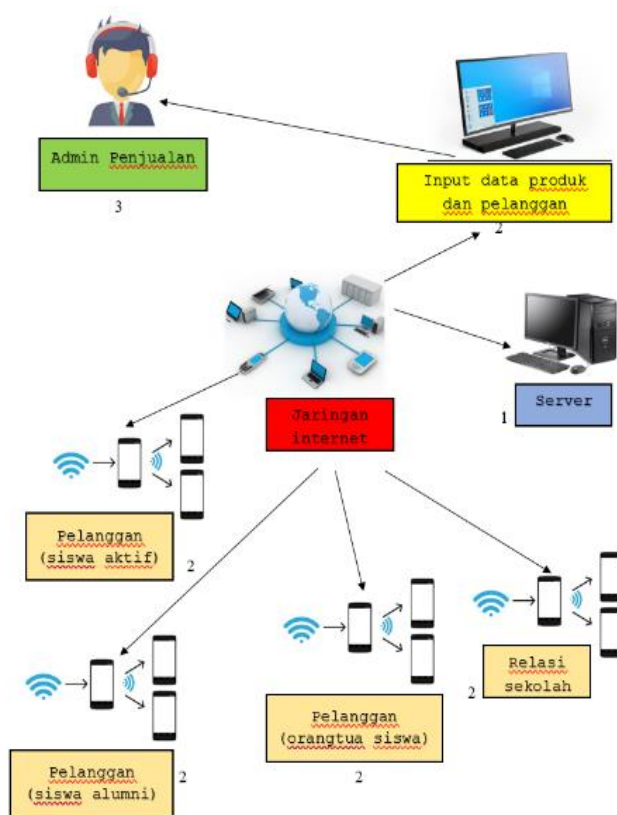 Admin Penjualan
3
Input data produk
dan pelanggan
2
Server
1
Jaringan
internet
Pelanggan
(siswa aktif)
2
Relasi
sekolah
2
Pelanggan
(orangtua siswa)
2
Pelanggan
(siswa alumni)
2